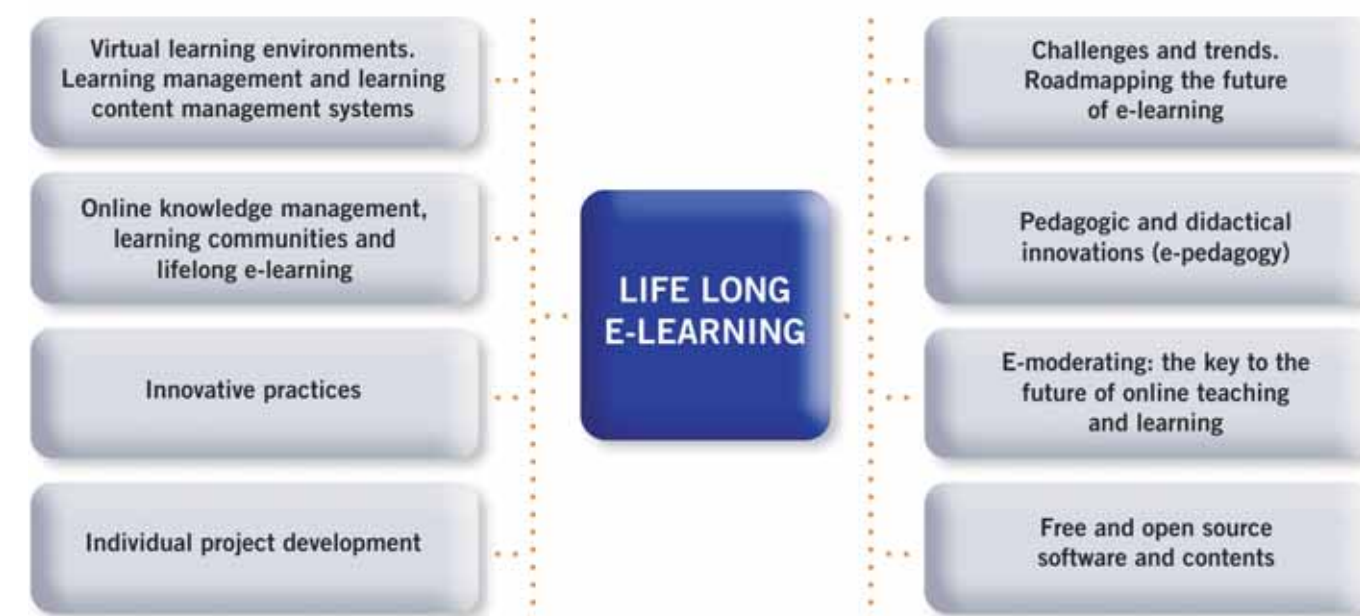 Virtual learning environments.
Learning management and learning
content management systems
Online knowledge management,
learning communities and
lifelong e-learning
Innovative practices
Individual project development
LIFE LONG
E-LEARNING
Challenges and trends.
Roadmapping the future
of e-learning
Pedagogic and didactical
innovations (e-pedagogy)
E-moderating: the key to the
future of online teaching
and learning
Free and open source
software and contents